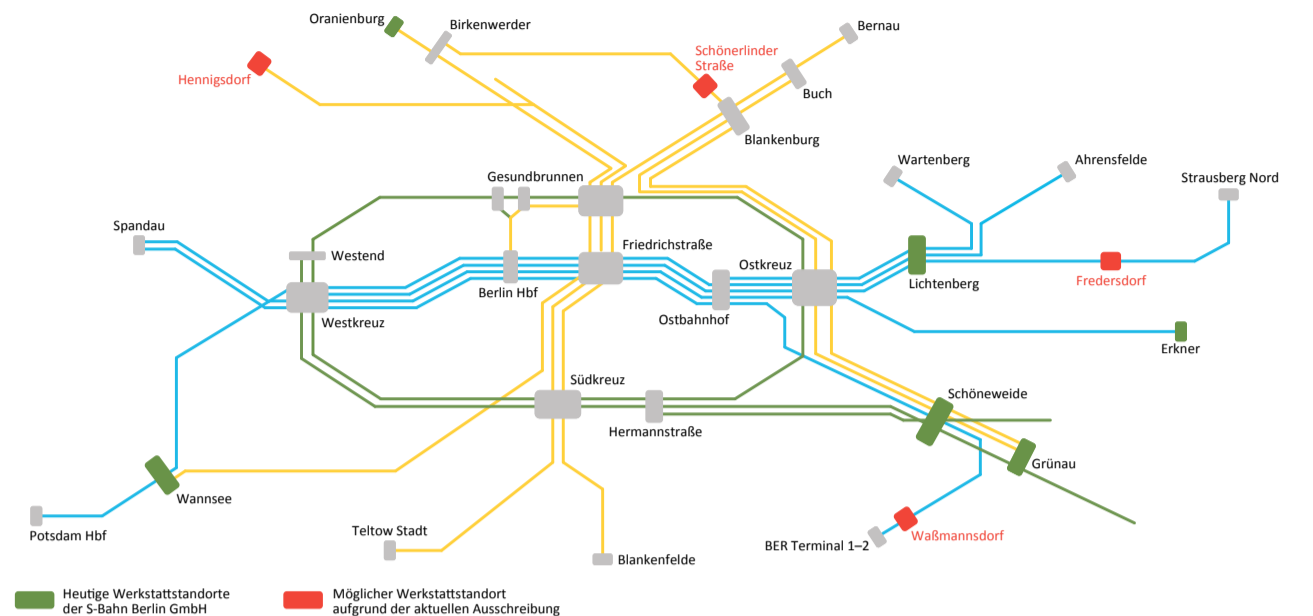 Oranienburg
Birkenwerder
Bernau
Schönerlinder
Straße
Hennigsdorf
Buch
Blankenburg
Wartenberg
Ahrensfelde
Strausberg Nord
Gesundbrunnen
Spandau
Friedrichstraße
Westend
Ostkreuz
Berlin Hbf
Lichtenberg
Fredersdorf
Westkreuz
Ostbahnhof
Erkner
Südkreuz
Schöneweide
Hermannstraße
Grünau
Wannsee
Teltow Stadt
Potsdam Hbf
Waßmannsdorf
BER Terminal 1–2
Blankenfelde
Heutige Werkstattstandorte
der S-Bahn Berlin GmbH
Möglicher Werkstattstandort
aufgrund der aktuellen Ausschreibung